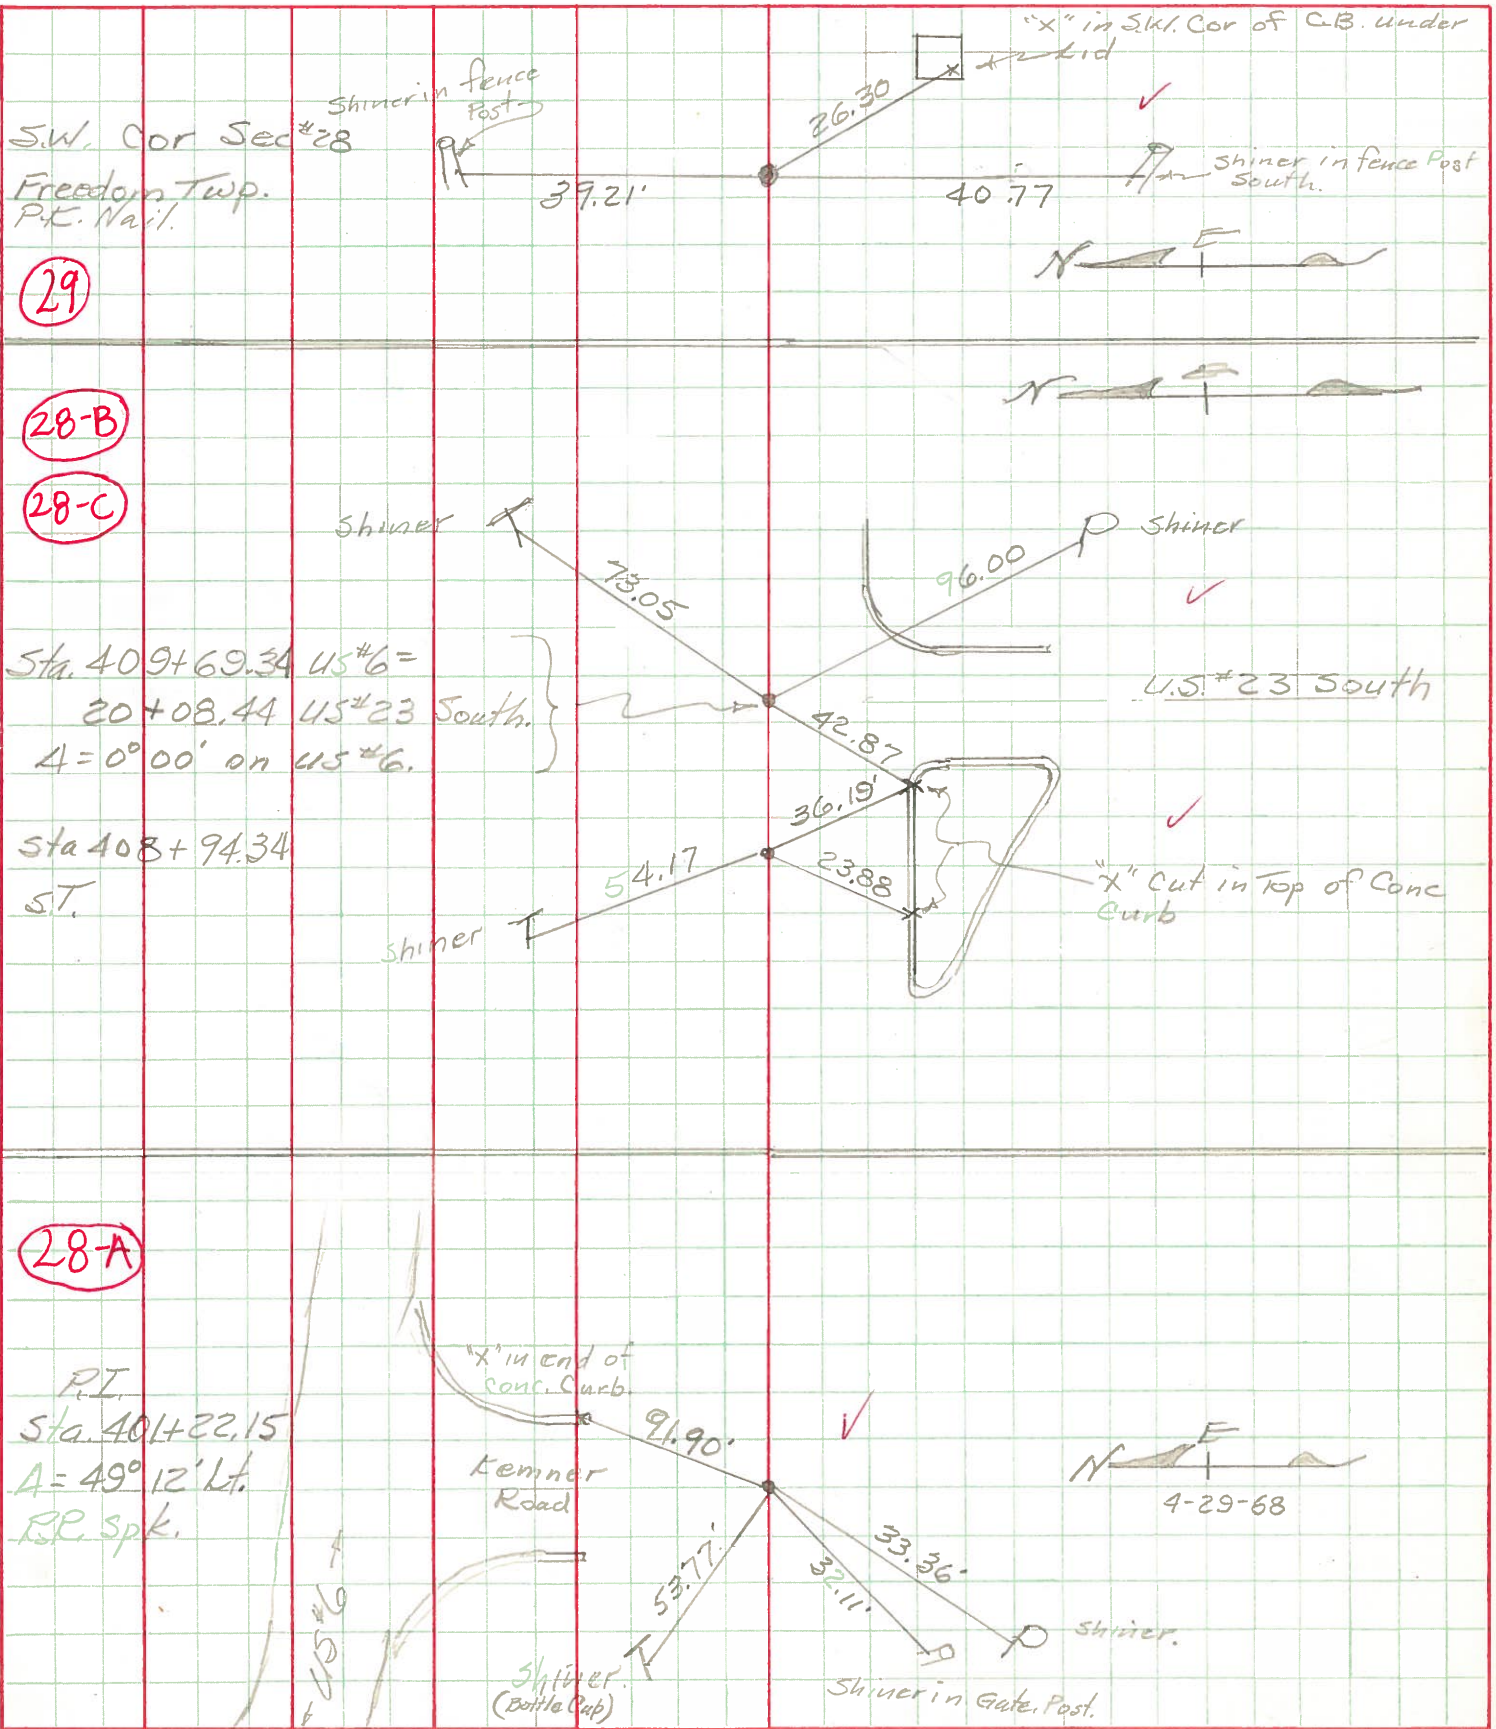 "X" in S.W. Cor of C.B. under
Lid
Shiner in fence
Post
26.30
S.W. Cor Sec #28
Freedom Twp.
P.K. Nail.
39.21'
40.77
Shiner in fence Post
South.
N E
29
N
28-B
28-C
Shiner
Shiner
73.05
96.00
Sta. 409+69.34 US #6 =
20+08.44 US #23 South.
Δ = 0° 00' on US #6.
U.S. #23 South
42.87
36.19'
Sta 408+94.34
S.T.
54.17
23.88
"X" Cut in Top of Conc
Curb
Shiner
28-A
"X" in end of
Conc. Curb.
P.I.
Sta. 401+22.15
Δ = 49° 12' Lt.
R.R. Spk.
91.90'
Kemner
Road
N E
4-29-68
53.77'
32.11'
33.36'
US #6
Shiner.
(Bottle Cap)
Shiner.
Shiner in Gate Post.